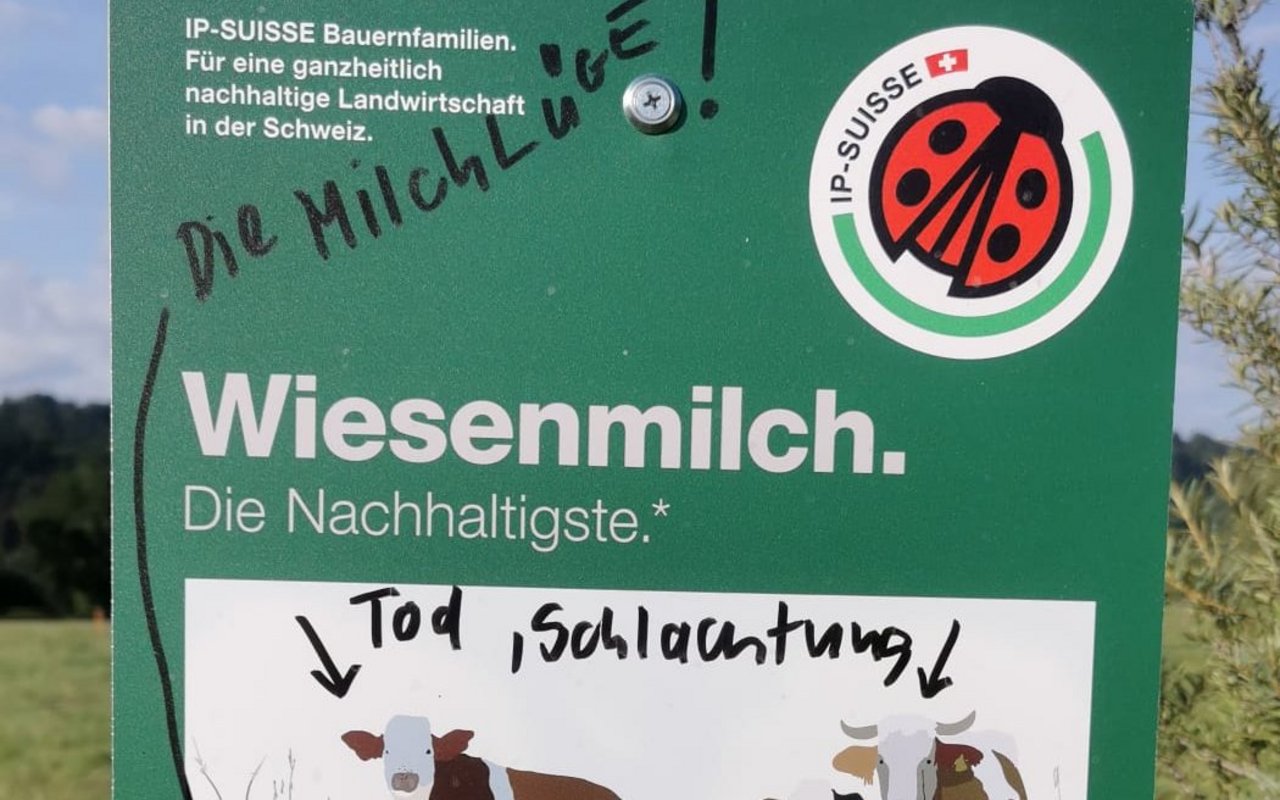 IP-SUISSE Bauernfamilien.
Für eine ganzheitlich
nachhaltige Landwirtschaft
in der Schweiz.
Die MilchLüGE!
IP-SUISSE
Wiesenmilch.
Die Nachhaltigste.*
Tod , Schlachtung